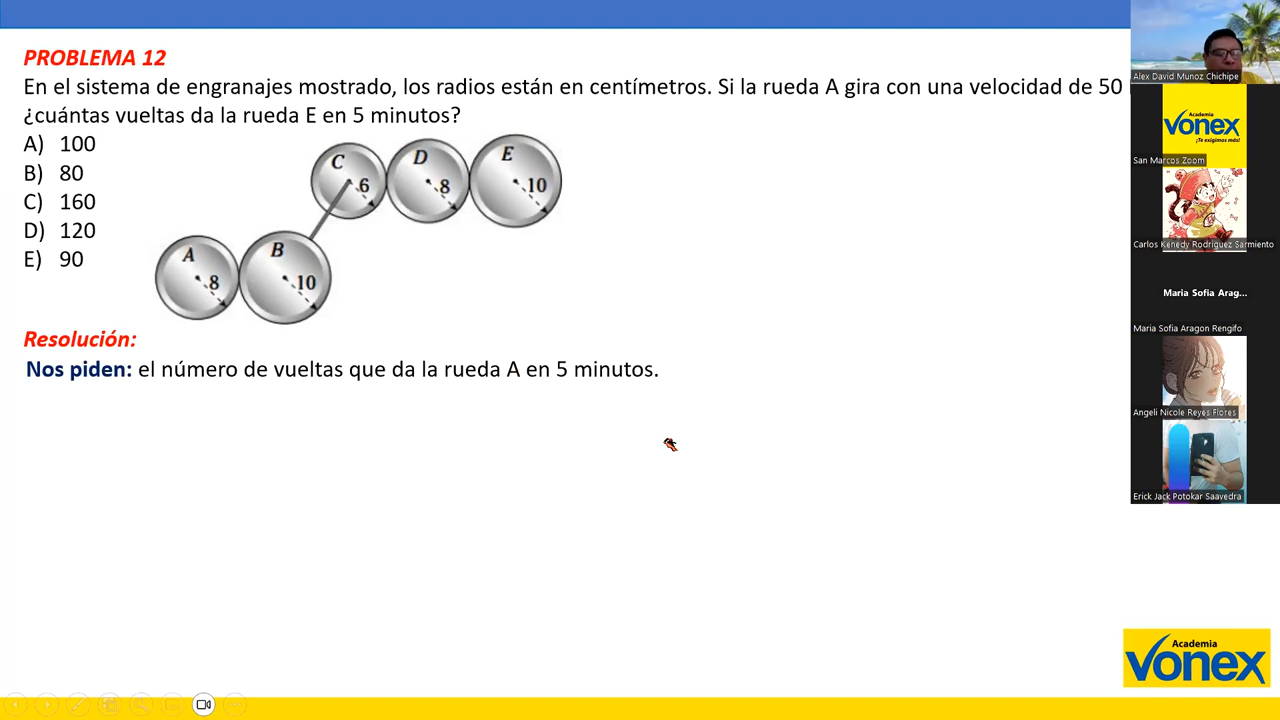 PROBLEMA 12
En el sistema de engranajes mostrado, los radios están en centímetros. Si la rueda A gira con una velocidad de 50
¿cuántas vueltas da la rueda E en 5 minutos?
A) 100
B) 80
C) 160
D) 120
E) 90
C
6
D
8
E
10
A
8
B
10
Resolución:
Nos piden: el número de vueltas que da la rueda A en 5 minutos.
Alex David Munoz Chichipe
Academia
Vonex
¡Te exigimos más!
San Marcos Zoom
Carlos Kenedy Rodriguez Sarmiento
Maria Sofia Arag...
Maria Sofia Aragon Rengifo
Angeli Nicole Reyes Flores
Erick Jack Potokar Saavedra
Academia
Vonex